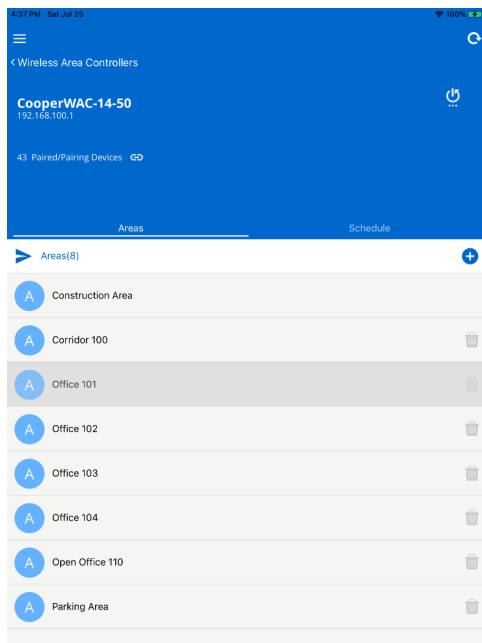 4:37 PM Sat Jul 25
100%
< Wireless Area Controllers
CooperWAC-14-50
192.168.100.1
43 Paired/Pairing Devices
Areas
Schedule
Areas(8)
A Construction Area
A Corridor 100
A Office 101
A Office 102
A Office 103
A Office 104
A Open Office 110
A Parking Area